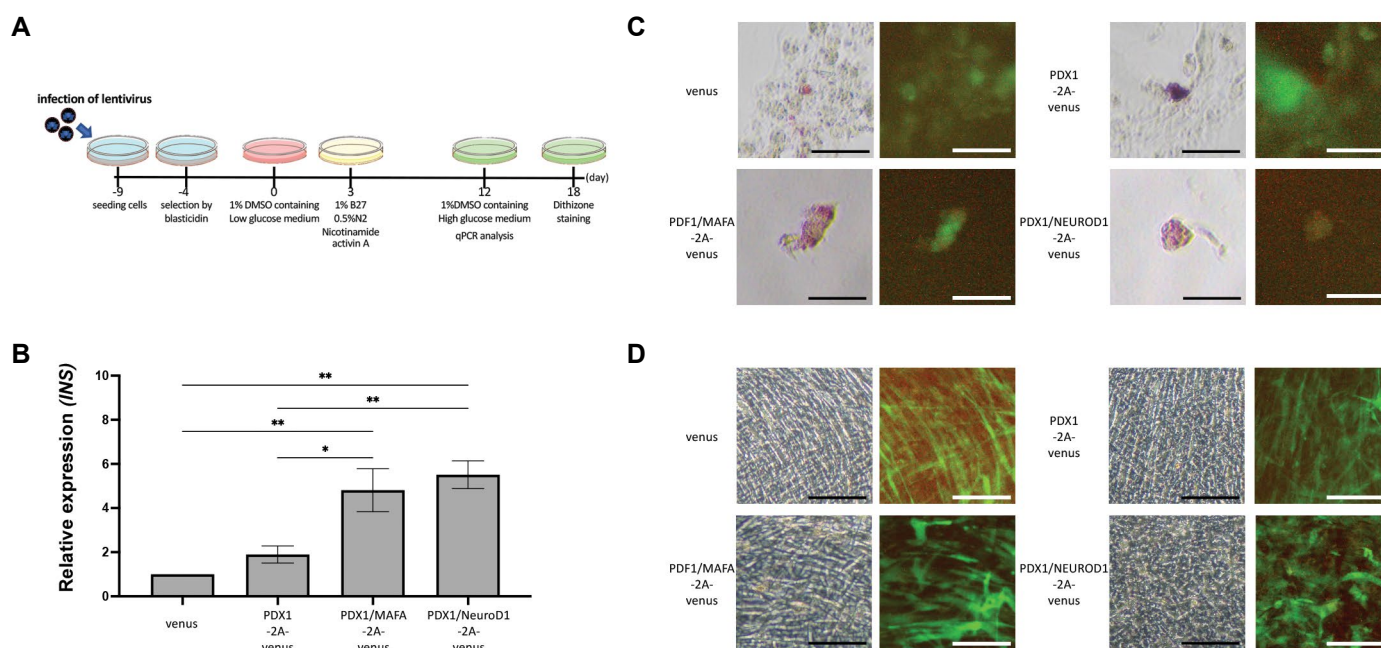 A
infection of lentivirus
(day)
-9
-4
0
3
12
18
seeding cells
selection by
blasticidin
1% DMSO containing
Low glucose medium
1% B27
0.5%N2
Nicotinamide
activin A
1%DMSO containing
High glucose medium
qPCR analysis
Dithizone
staining
B
Relative expression (INS)
10
8
6
4
2
0
**
**
**
*
venus
PDX1
-2A-
venus
PDX1/MAFA
-2A-
venus
PDX1/NeuroD1
-2A-
venus
C
venus
PDX1
-2A-
venus
PDF1/MAFA
-2A-
venus
PDX1/NEUROD1
-2A-
venus
D
venus
PDX1
-2A-
venus
PDF1/MAFA
-2A-
venus
PDX1/NEUROD1
-2A-
venus